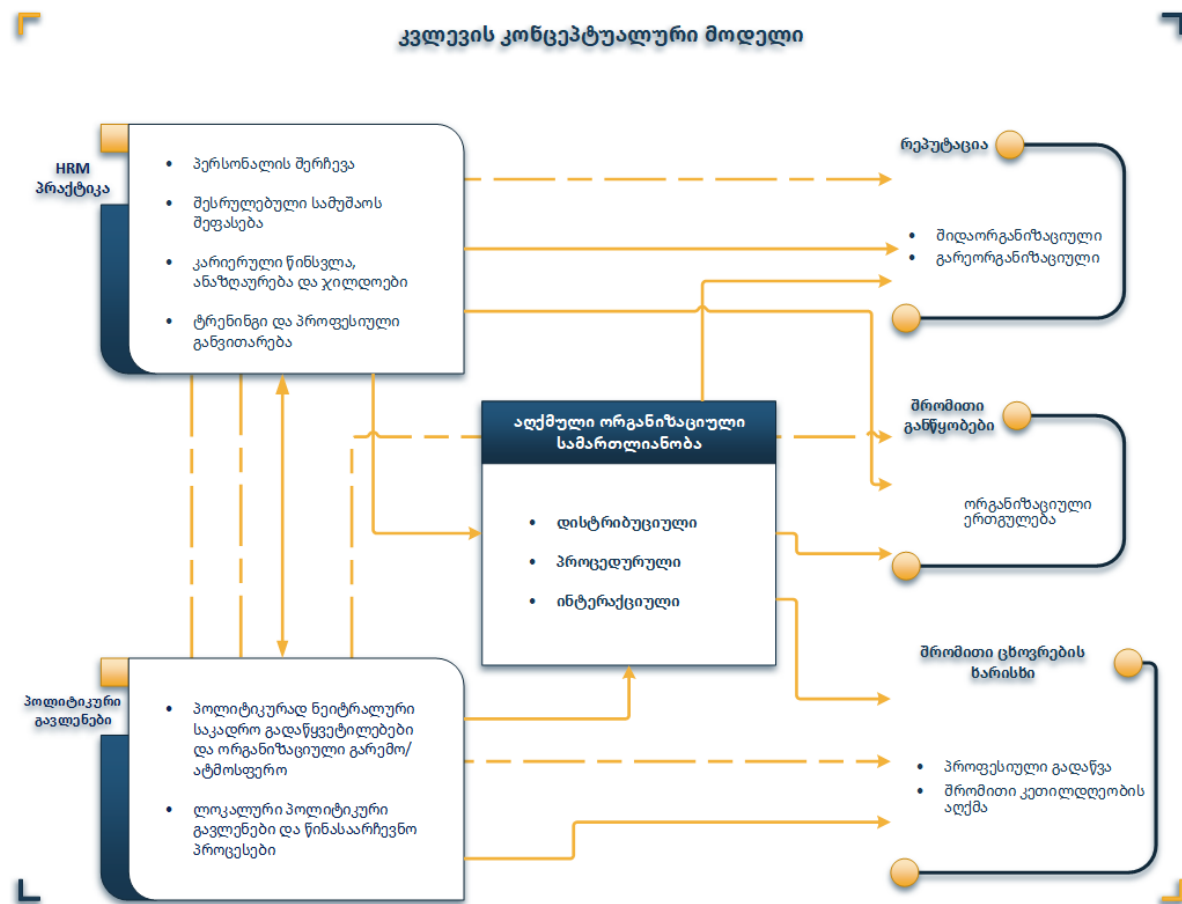 კვლევის კონცეპტუალური მოდელი
HRM
პრაქტიკა
• პერსონალის შერჩევა
• შესრულებული სამუშაოს
შეფასება
• კარიერული წინსვლა,
ანაზღაურება და ჯილდოები
• ტრენინგი და პროფესიული
განვითარება
რეპუტაცია
• შიდაორგანიზაციული
• გარეორგანიზაციული
აღქმული ორგანიზაციული
სამართლიანობა
• დისტრიბუციული
• პროცედურული
• ინტერაქციული
შრომითი
განწყობები
ორგანიზაციული
ერთგულება
პოლიტიკური
გავლენები
• პოლიტიკურად ნეიტრალური
საკადრო გადაწყვეტილებები
და ორგანიზაციული გარემო/
ატმოსფერო
• ლოკალური პოლიტიკური
გავლენები და წინასაარჩევნო
პროცესები
შრომითი ცხოვრების
ხარისხი
• პროფესიული გადაწვა
• შრომითი კეთილდღეობის
აღქმა